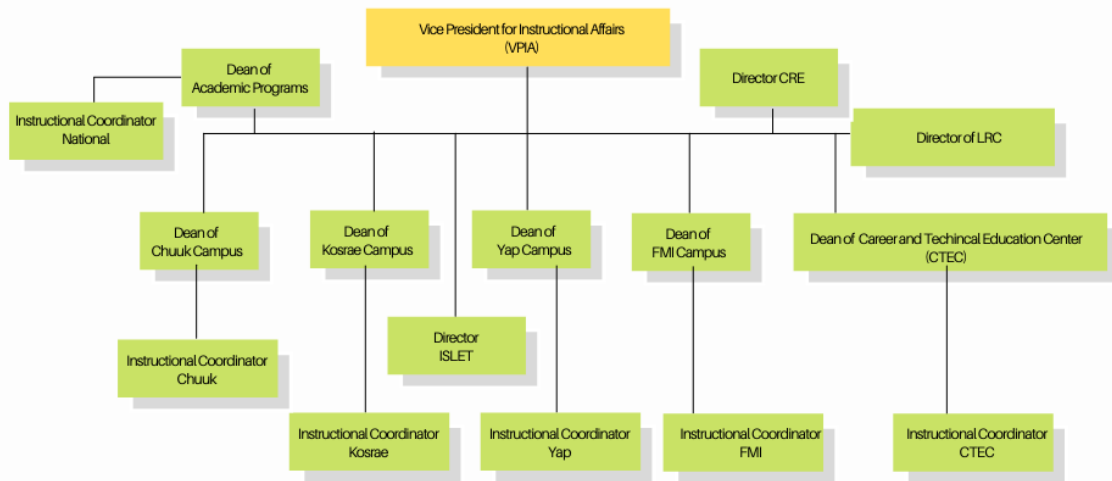 Vice President for Instructional Affairs
(VPIA)
Dean of
Academic Programs
Director CRE
Instructional Coordinator
National
Director of LRC
Dean of
Chuuk Campus
Dean of
Kosrae Campus
Dean of
Yap Campus
Dean of
FMI Campus
Dean of Career and Techincal Education Center
(CTEC)
Director
ISLET
Instructional Coordinator
Chuuk
Instructional Coordinator
Kosrae
Instructional Coordinator
Yap
Instructional Coordinator
FMI
Instructional Coordinator
CTEC